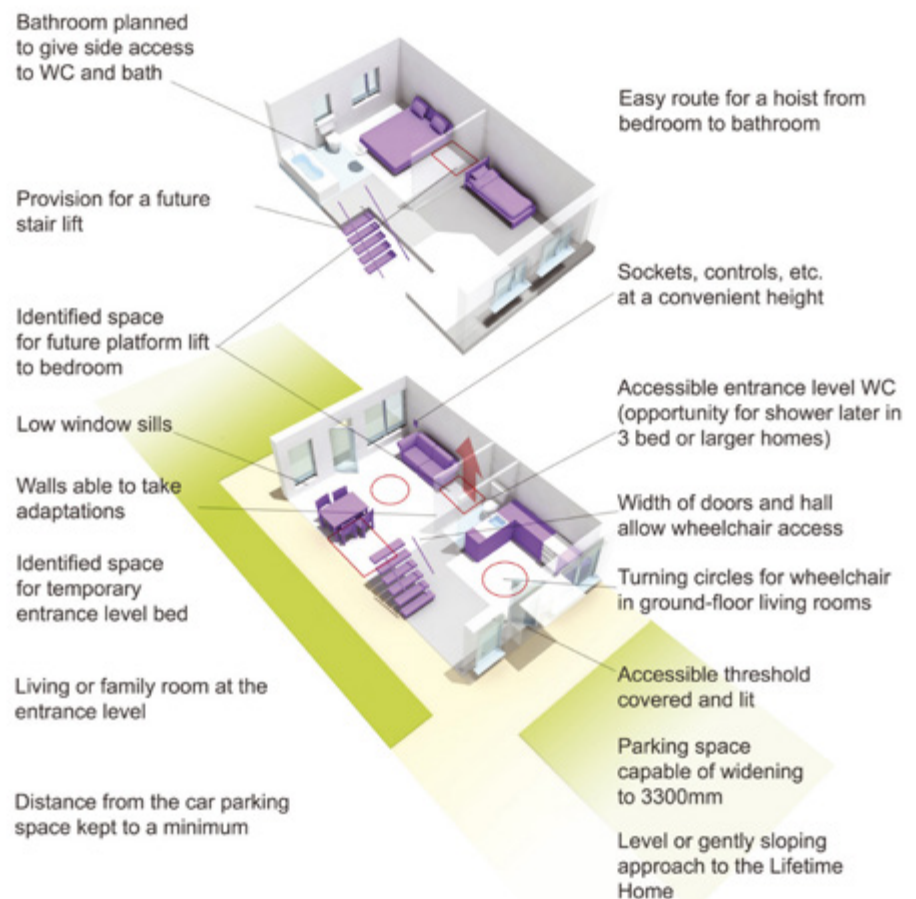 Bathroom planned
to give side access
to WC and bath
Provision for a future
stair lift
Identified space
for future platform lift
to bedroom
Low window sills
Walls able to take
adaptations
Identified space
for temporary
entrance level bed
Living or family room at the
entrance level
Distance from the car parking
space kept to a minimum
Easy route for a hoist from
bedroom to bathroom
Sockets, controls, etc.
at a convenient height
Accessible entrance level WC
(opportunity for shower later in
3 bed or larger homes)
Width of doors and hall
allow wheelchair access
Turning circles for wheelchair
in ground-floor living rooms
Accessible threshold
covered and lit
Parking space
capable of widening
to 3300mm
Level or gently sloping
approach to the Lifetime
Home